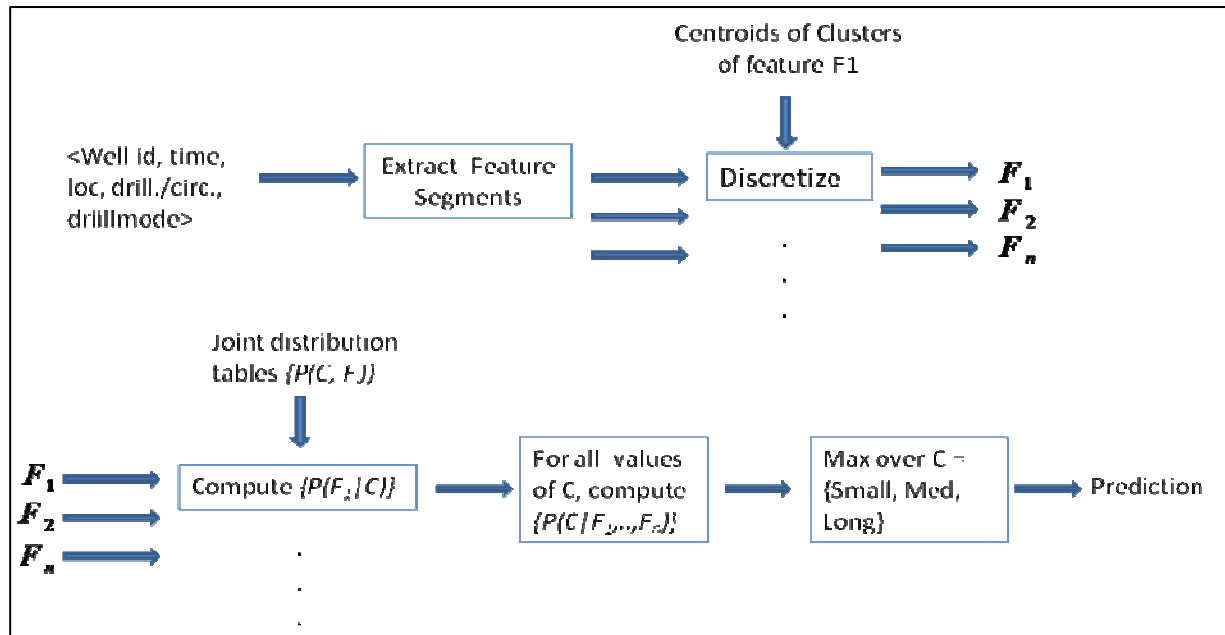 Centroids of Clusters
of feature F1
<Well id, time,
loc, drill./circ.,
driillmode>
Extract Feature
Segments
Discretize
F1
F2
Fn
Joint distribution
tables {P(C, F)}
F1
F2
Fn
Compute {P(Fn|C)}
For all values
of C, compute
{P(C|F1,..,Fn)}
Max over C =
{Small, Med,
Long}
Prediction